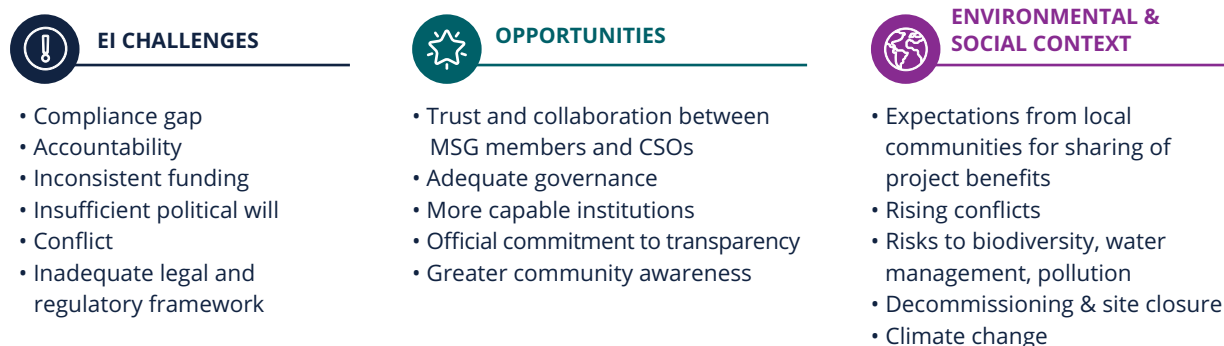 EI CHALLENGES
• Compliance gap
• Accountability
• Inconsistent funding
• Insufficient political will
• Conflict
• Inadequate legal and
regulatory framework
OPPORTUNITIES
• Trust and collaboration between
MSG members and CSOs
• Adequate governance
• More capable institutions
• Official commitment to transparency
• Greater community awareness
ENVIRONMENTAL &
SOCIAL CONTEXT
• Expectations from local
communities for sharing of
project benefits
• Rising conflicts
• Risks to biodiversity, water
management, pollution
• Decommissioning & site closure
• Climate change